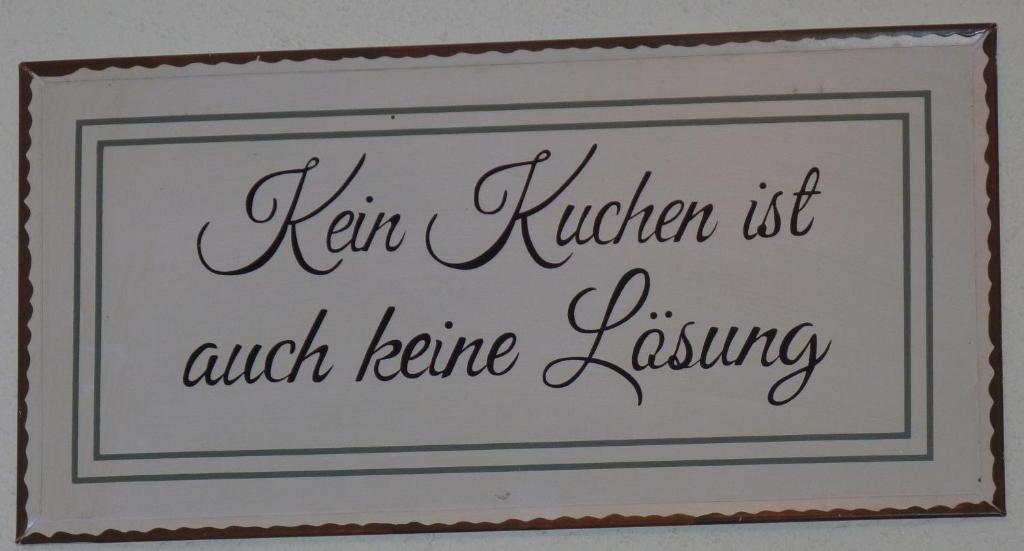 Kein Kuchen ist
auch keine Lösung